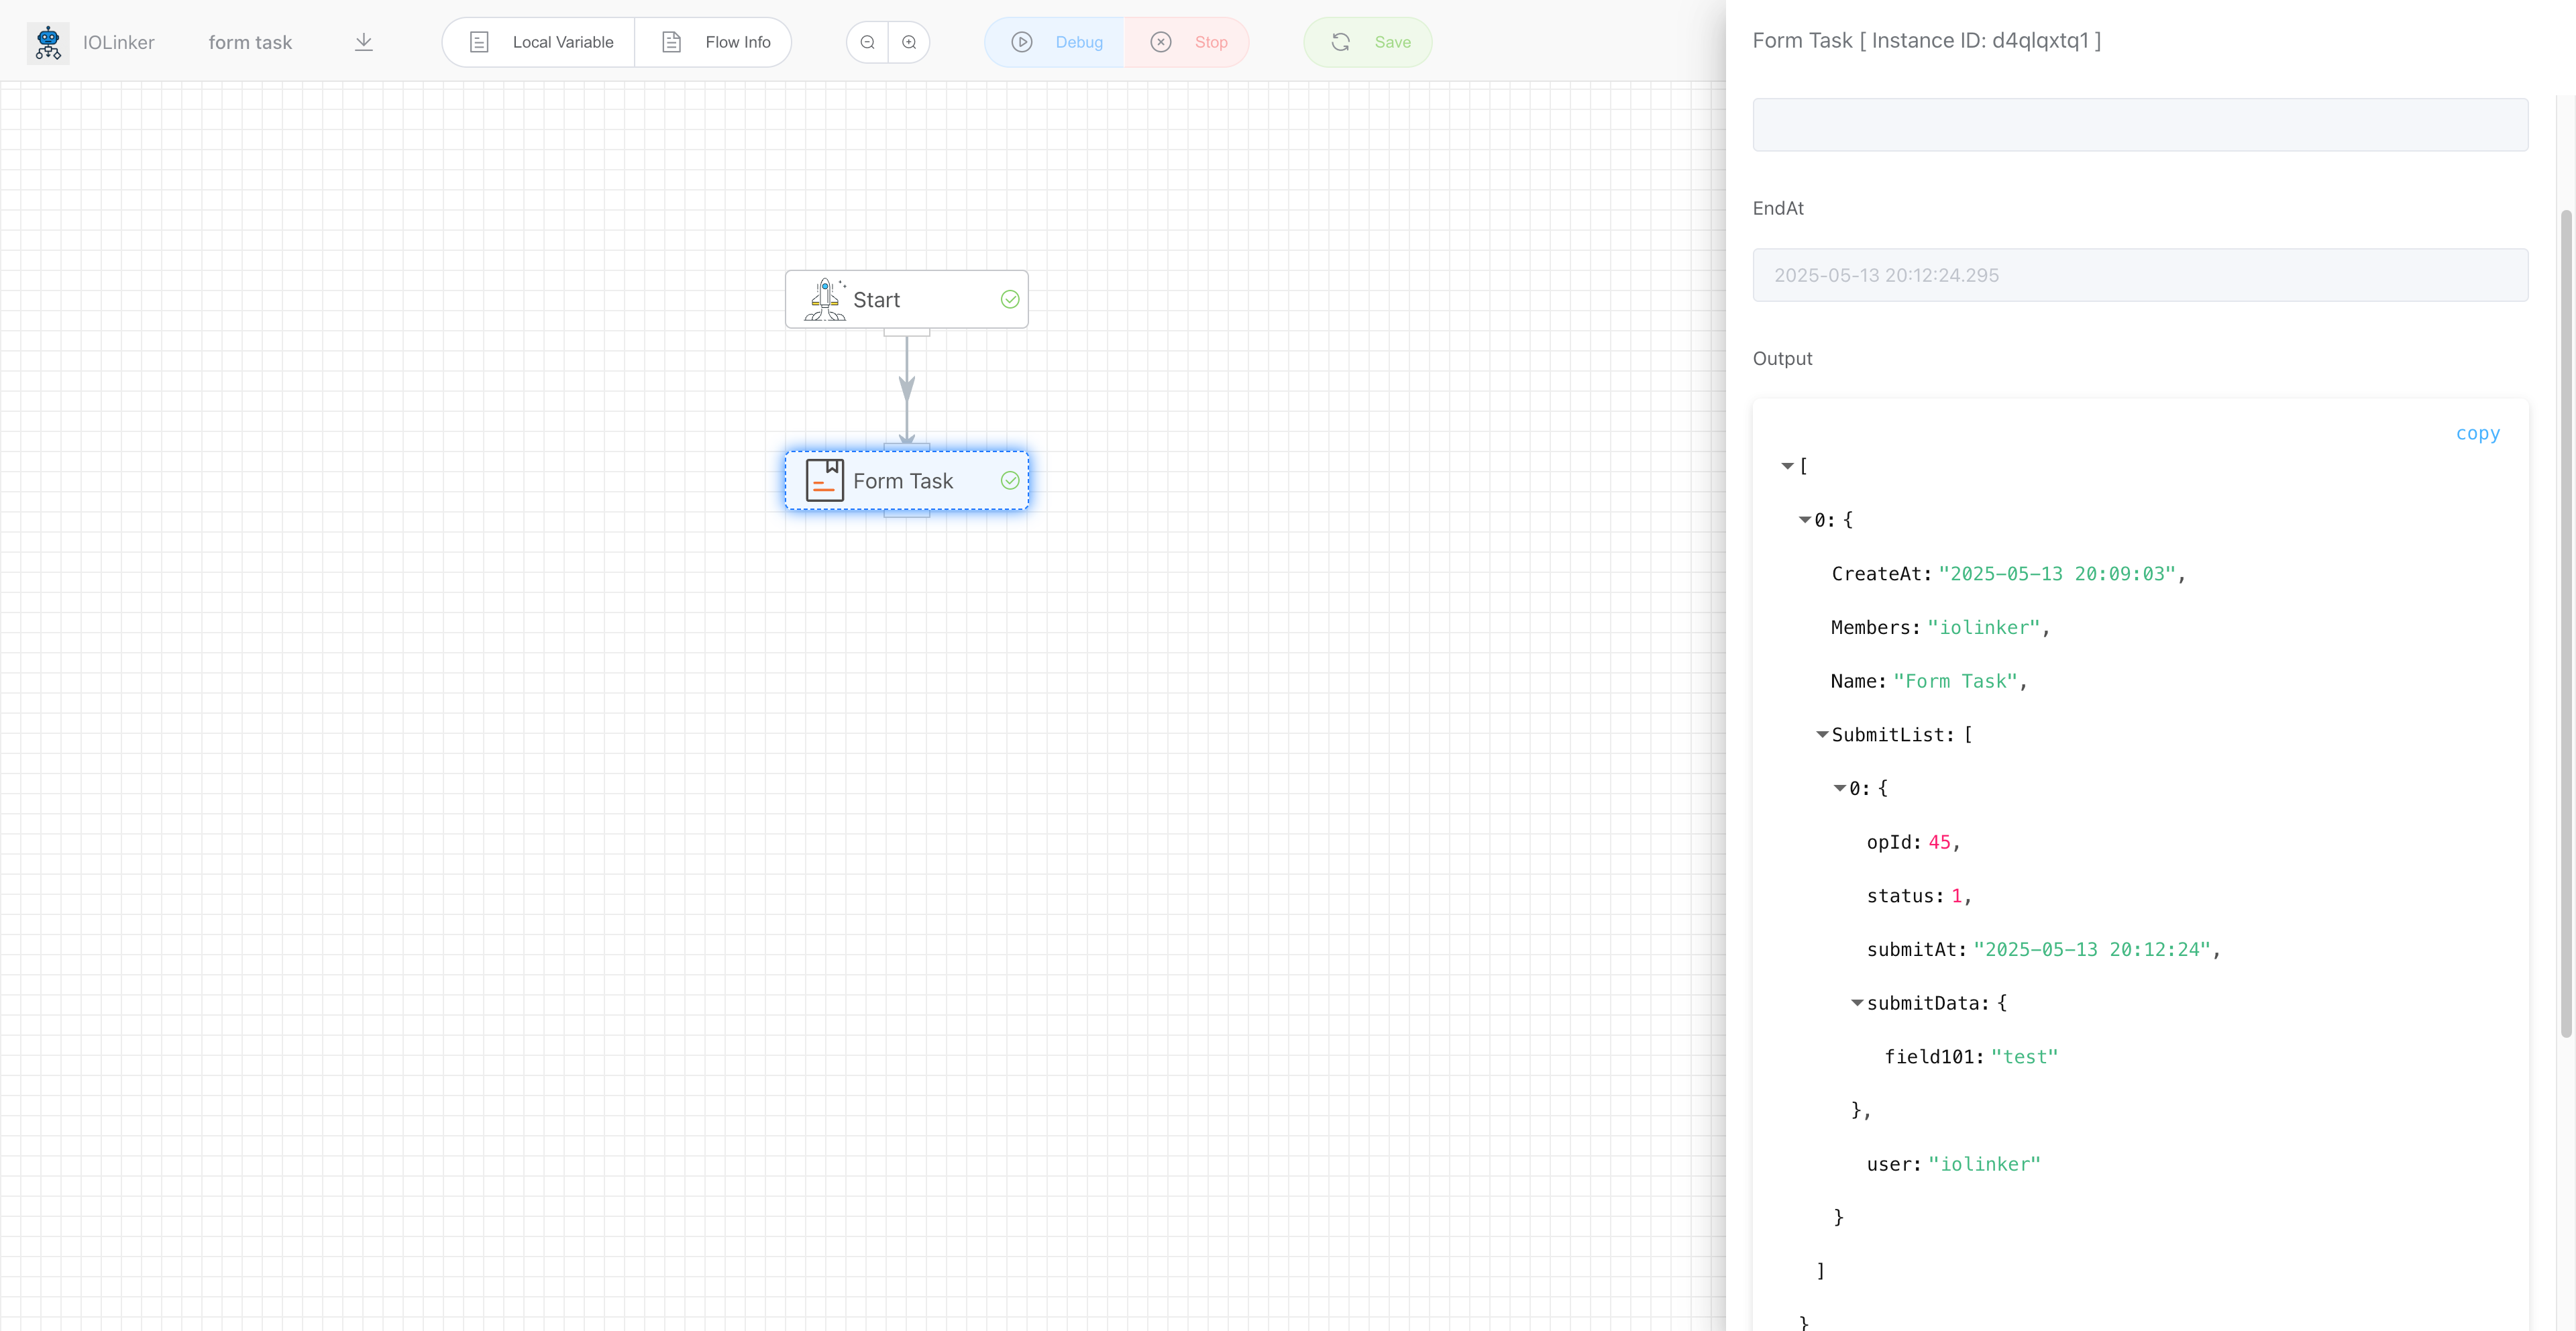 IOLinker
form task
Local Variable
Flow Info
Debug
Stop
Save
Start
Form Task
Form Task [ Instance ID: d4qlqxtq1 ]
EndAt
2025-05-13 20:12:24.295
Output
copy
[
0: {
CreateAt: "2025-05-13 20:09:03",
Members: "iolinker",
Name: "Form Task",
SubmitList: [
0: {
opId: 45,
status: 1,
submitAt: "2025-05-13 20:12:24",
submitData: {
field101: "test"
},
user: "iolinker"
}
]
}